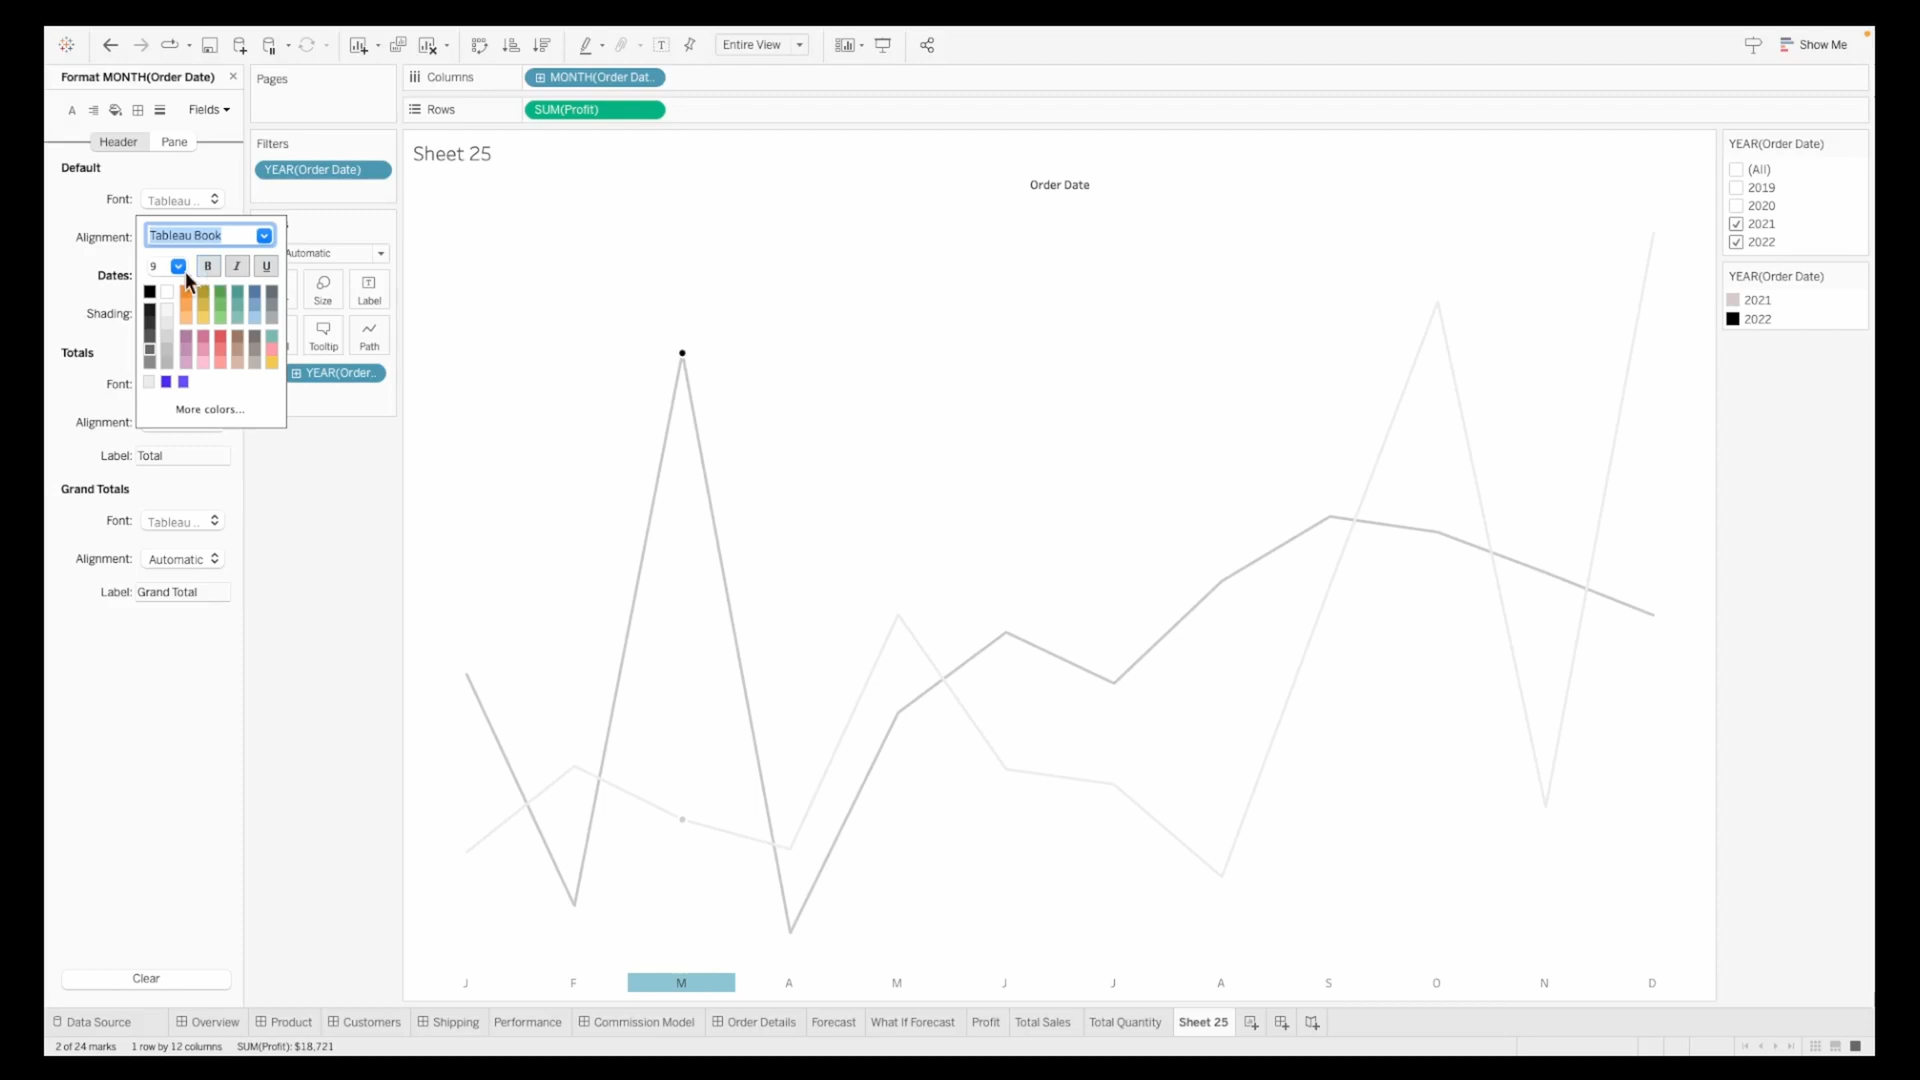 Entire View
Show Me
Format MONTH(Order Date)
Fields
Header
Pane
Default
Font:
Tableau ..
Alignment:
Dates:
Shading:
Tableau Book
9
B
I
U
More colors...
Totals
Font:
Alignment:
Label: Total
Grand Totals
Font: Tableau ..
Alignment: Automatic
Label: Grand Total
Clear
Pages
Filters
YEAR(Order Date)
Automatic
Size
Label
Tooltip
Path
YEAR(Order..
Columns
MONTH(Order Dat..
Rows
SUM(Profit)
Sheet 25
Order Date
J F M A M J J A S O N D
YEAR(Order Date)
(All)
2019
2020
2021
2022
YEAR(Order Date)
2021
2022
Data Source
Overview
Product
Customers
Shipping
Performance
Commission Model
Order Details
Forecast
What If Forecast
Profit
Total Sales
Total Quantity
Sheet 25
2 of 24 marks
1 row by 12 columns
SUM(Profit): $18,721